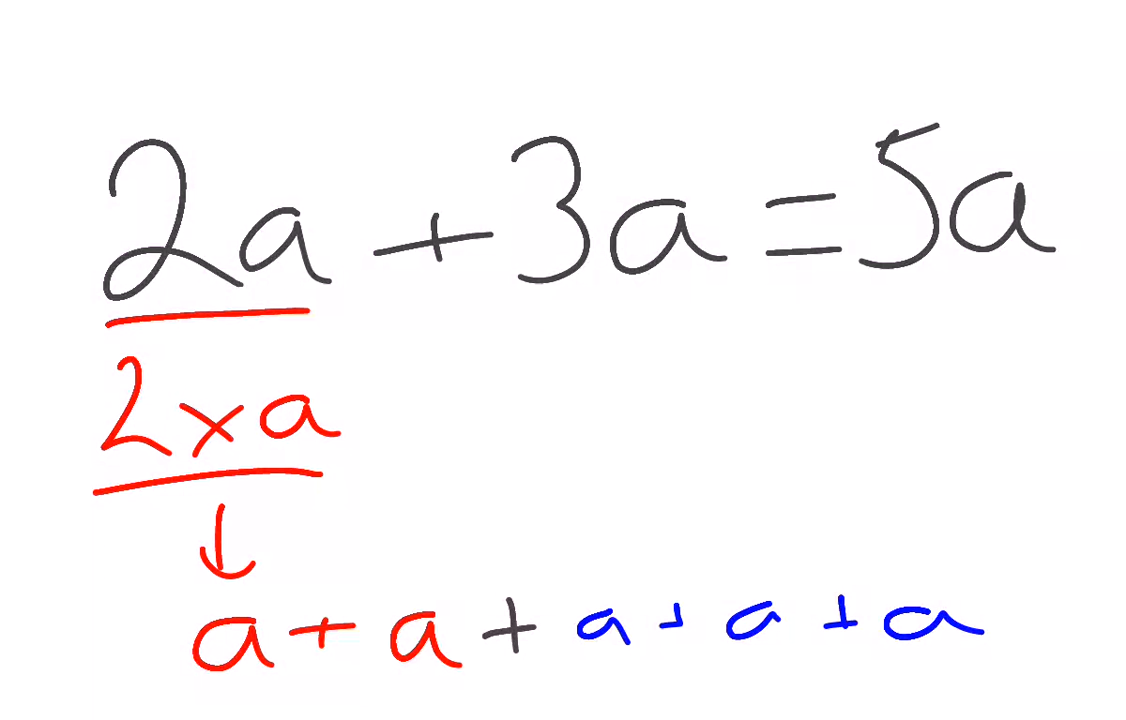 2a + 3a = 5a
2 × a
a + a + a + a + a